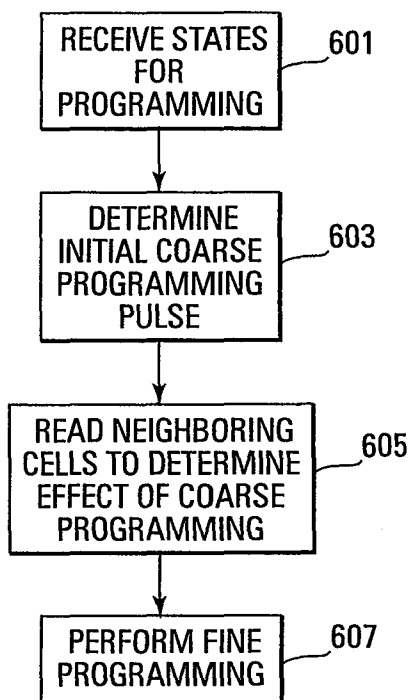 RECEIVE STATES
FOR
PROGRAMMING
601
DETERMINE
INITIAL COARSE
PROGRAMMING
PULSE
603
READ NEIGHBORING
CELLS TO DETERMINE
EFFECT OF COARSE
PROGRAMMING
605
PERFORM FINE
PROGRAMMING
607